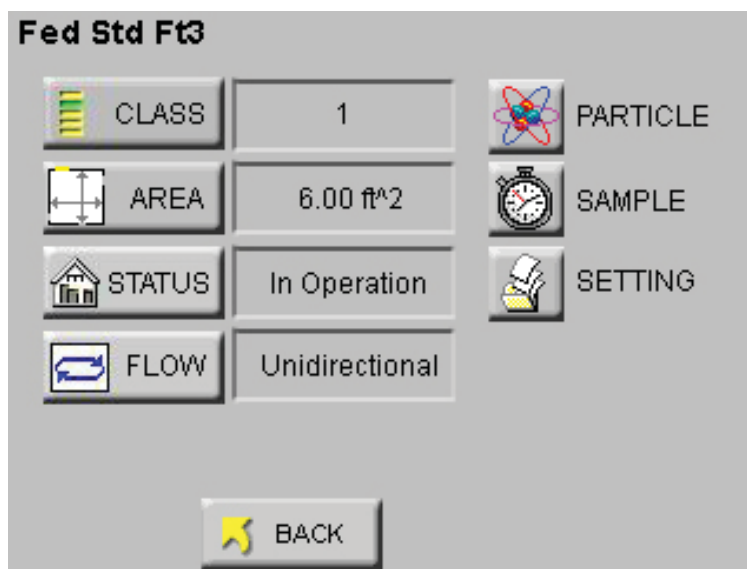 Fed Std Ft3
CLASS 1 PARTICLE
AREA 6.00 ft^2 SAMPLE
STATUS In Operation SETTING
FLOW Unidirectional
BACK